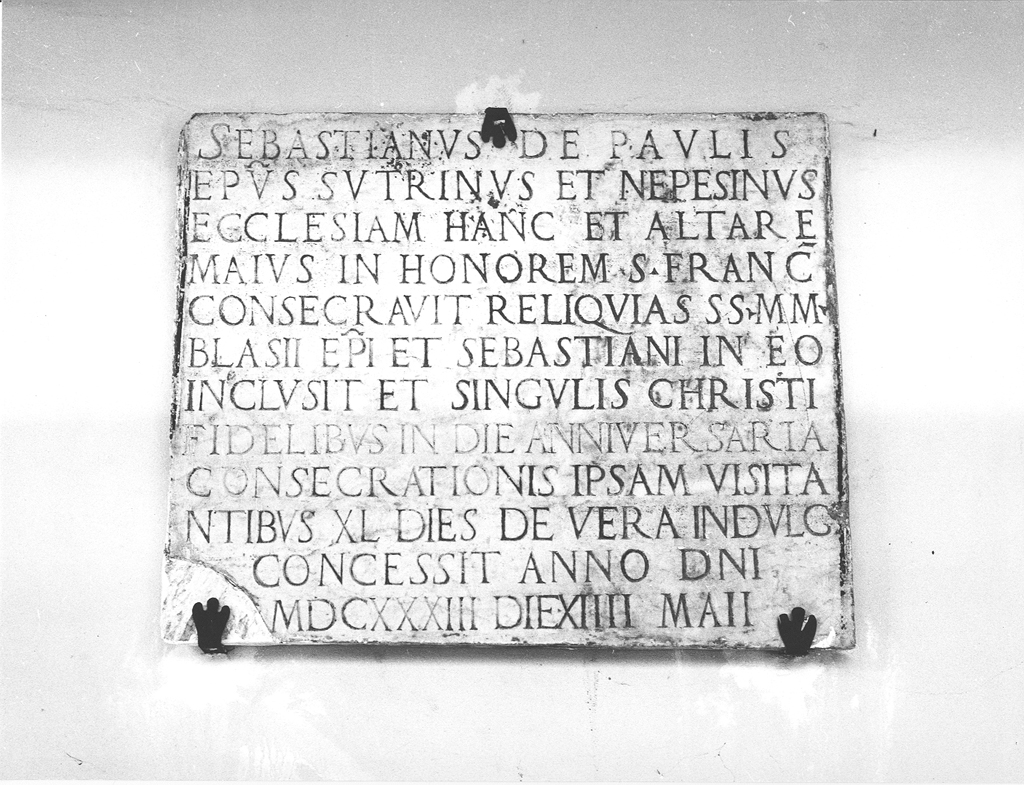 SEBASTIANVS DE PAVLIS
EPV̄S SVTRINVS ET NEPESINVS
ECCLESIAM HANC ET ALTARE
MAIVS IN HONOREM·S·FRANC̄
CONSECRAVIT RELIQVIAS SS·MM·
BLASII EP̄I ET SEBASTIANI IN EO
INCLVSIT ET SINGVLIS CHRISTI
FIDELIBVS IN DIE ANNIVERSARIA
CONSECRATIONIS IPSAM VISITA
NTIBVS XL DIES DE VERA INDVLG
CONCESSIT ANNO DNI
MDCXXXIII DIE XIIII MAII